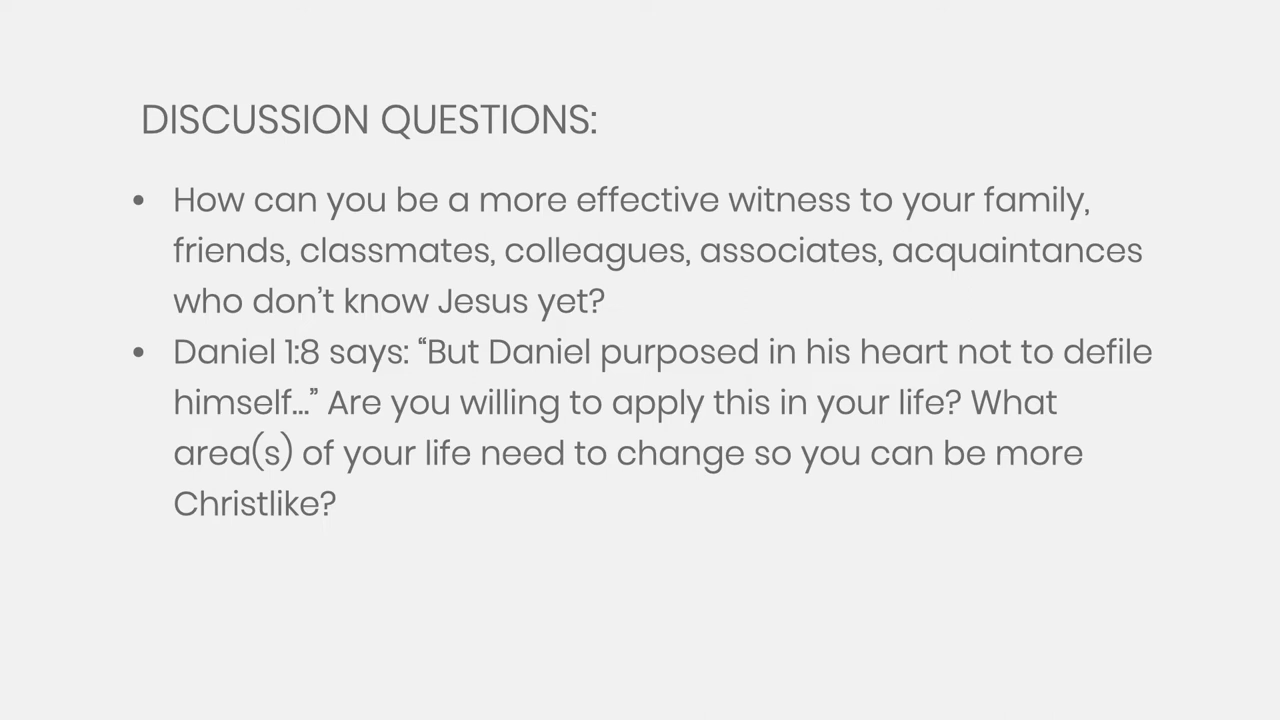 DISCUSSION QUESTIONS:
• How can you be a more effective witness to your family,
friends, classmates, colleagues, associates, acquaintances
who don’t know Jesus yet?
• Daniel 1:8 says: “But Daniel purposed in his heart not to defile
himself...” Are you willing to apply this in your life? What
area(s) of your life need to change so you can be more
Christlike?